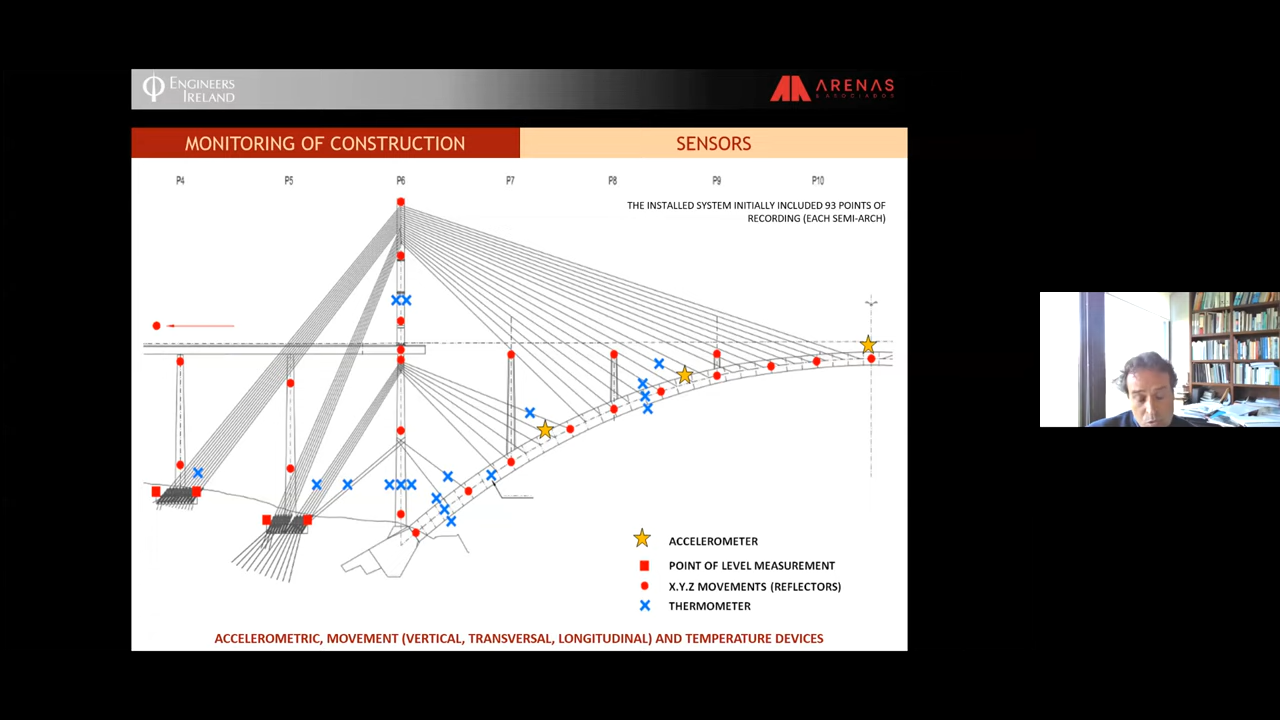 ENGINEERS
IRELAND
ARENAS
& ASOCIADOS
MONITORING OF CONSTRUCTION
SENSORS
P4
P5
P6
P7
P8
P9
P10
THE INSTALLED SYSTEM INITIALLY INCLUDED 93 POINTS OF
RECORDING (EACH SEMI-ARCH)
ACCELEROMETER
POINT OF LEVEL MEASUREMENT
X.Y.Z MOVEMENTS (REFLECTORS)
THERMOMETER
ACCELEROMETRIC, MOVEMENT (VERTICAL, TRANSVERSAL, LONGITUDINAL) AND TEMPERATURE DEVICES